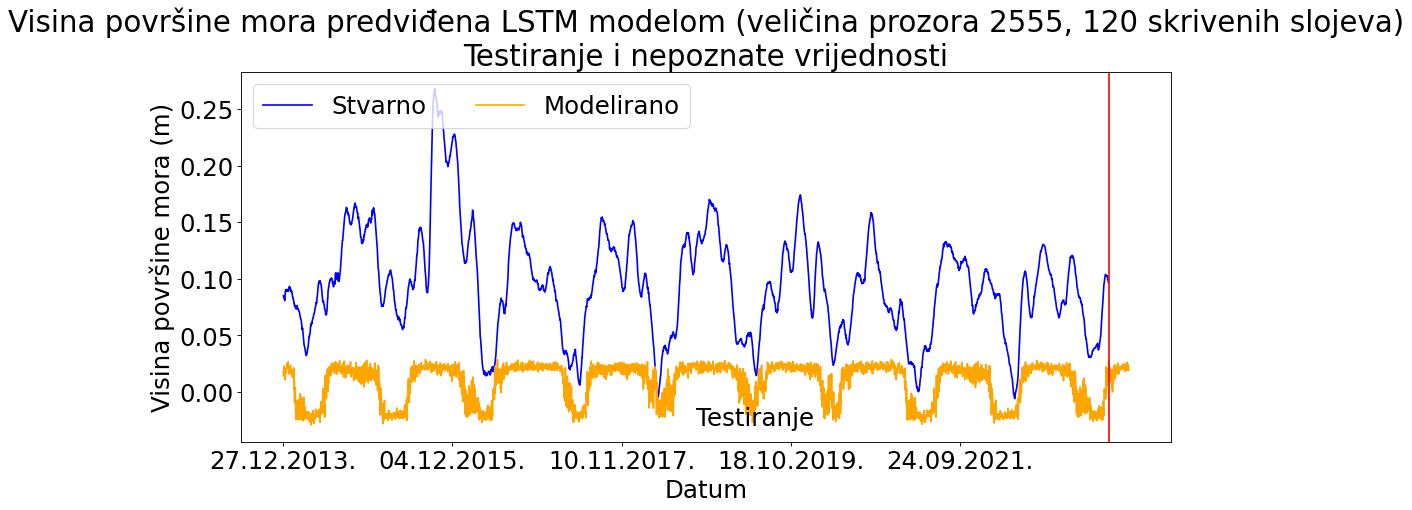 Visina površine mora predviđena LSTM modelom (veličina prozora 2555, 120 skrivenih slojeva)
Testiranje i nepoznate vrijednosti
Stvarno Modelirano
Visina površine mora (m)
0.25
0.20
0.15
0.10
0.05
0.00
Testiranje
27.12.2013. 04.12.2015. 10.11.2017. 18.10.2019. 24.09.2021.
Datum